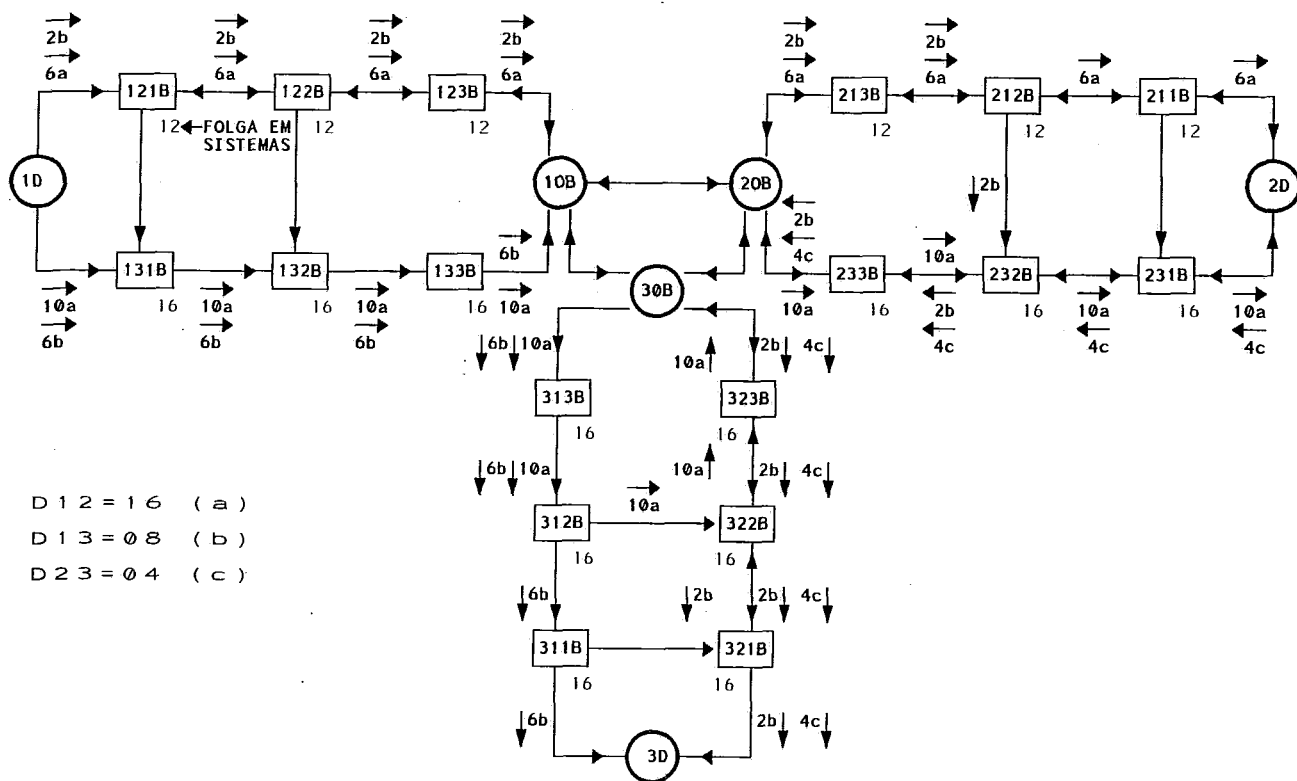 2b 2b 2b 2b 2b 2b
6a 6a 6a 6a 6a 6a 6a 6a
121B 122B 123B 213B 212B 211B
12 ←FOLGA EM 12 12 12 12
SISTEMAS
1D 10B 20B 2D
2b
2b
6b 4c 10a
131B 132B 133B 233B 232B 231B
10a 16 10a 16 10a 16 10a 10a 16 2b 16 10a 16 10a
6b 6b 6b 4c 4c 4c
30B
6b 10a 10a 2b 4c
313B 323B
16 16
6b 10a 10a 2b 4c
10a
D12=16 (a)
312B 322B
D13=08 (b)
16 16
D23=04 (c)
6b 2b 2b 4c
311B 321B
16 16
6b 2b 4c
3D